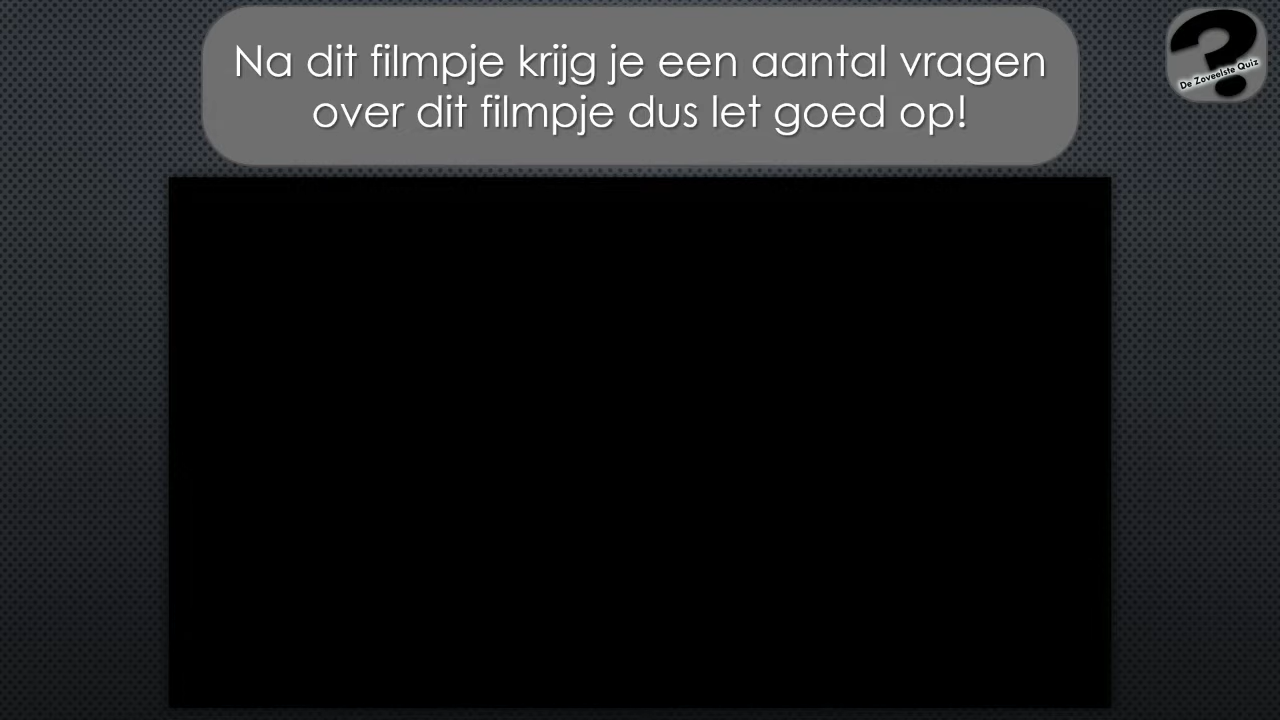 Na dit filmpje krijg je een aantal vragen
over dit filmpje dus let goed op!
De Zoveelste Quiz